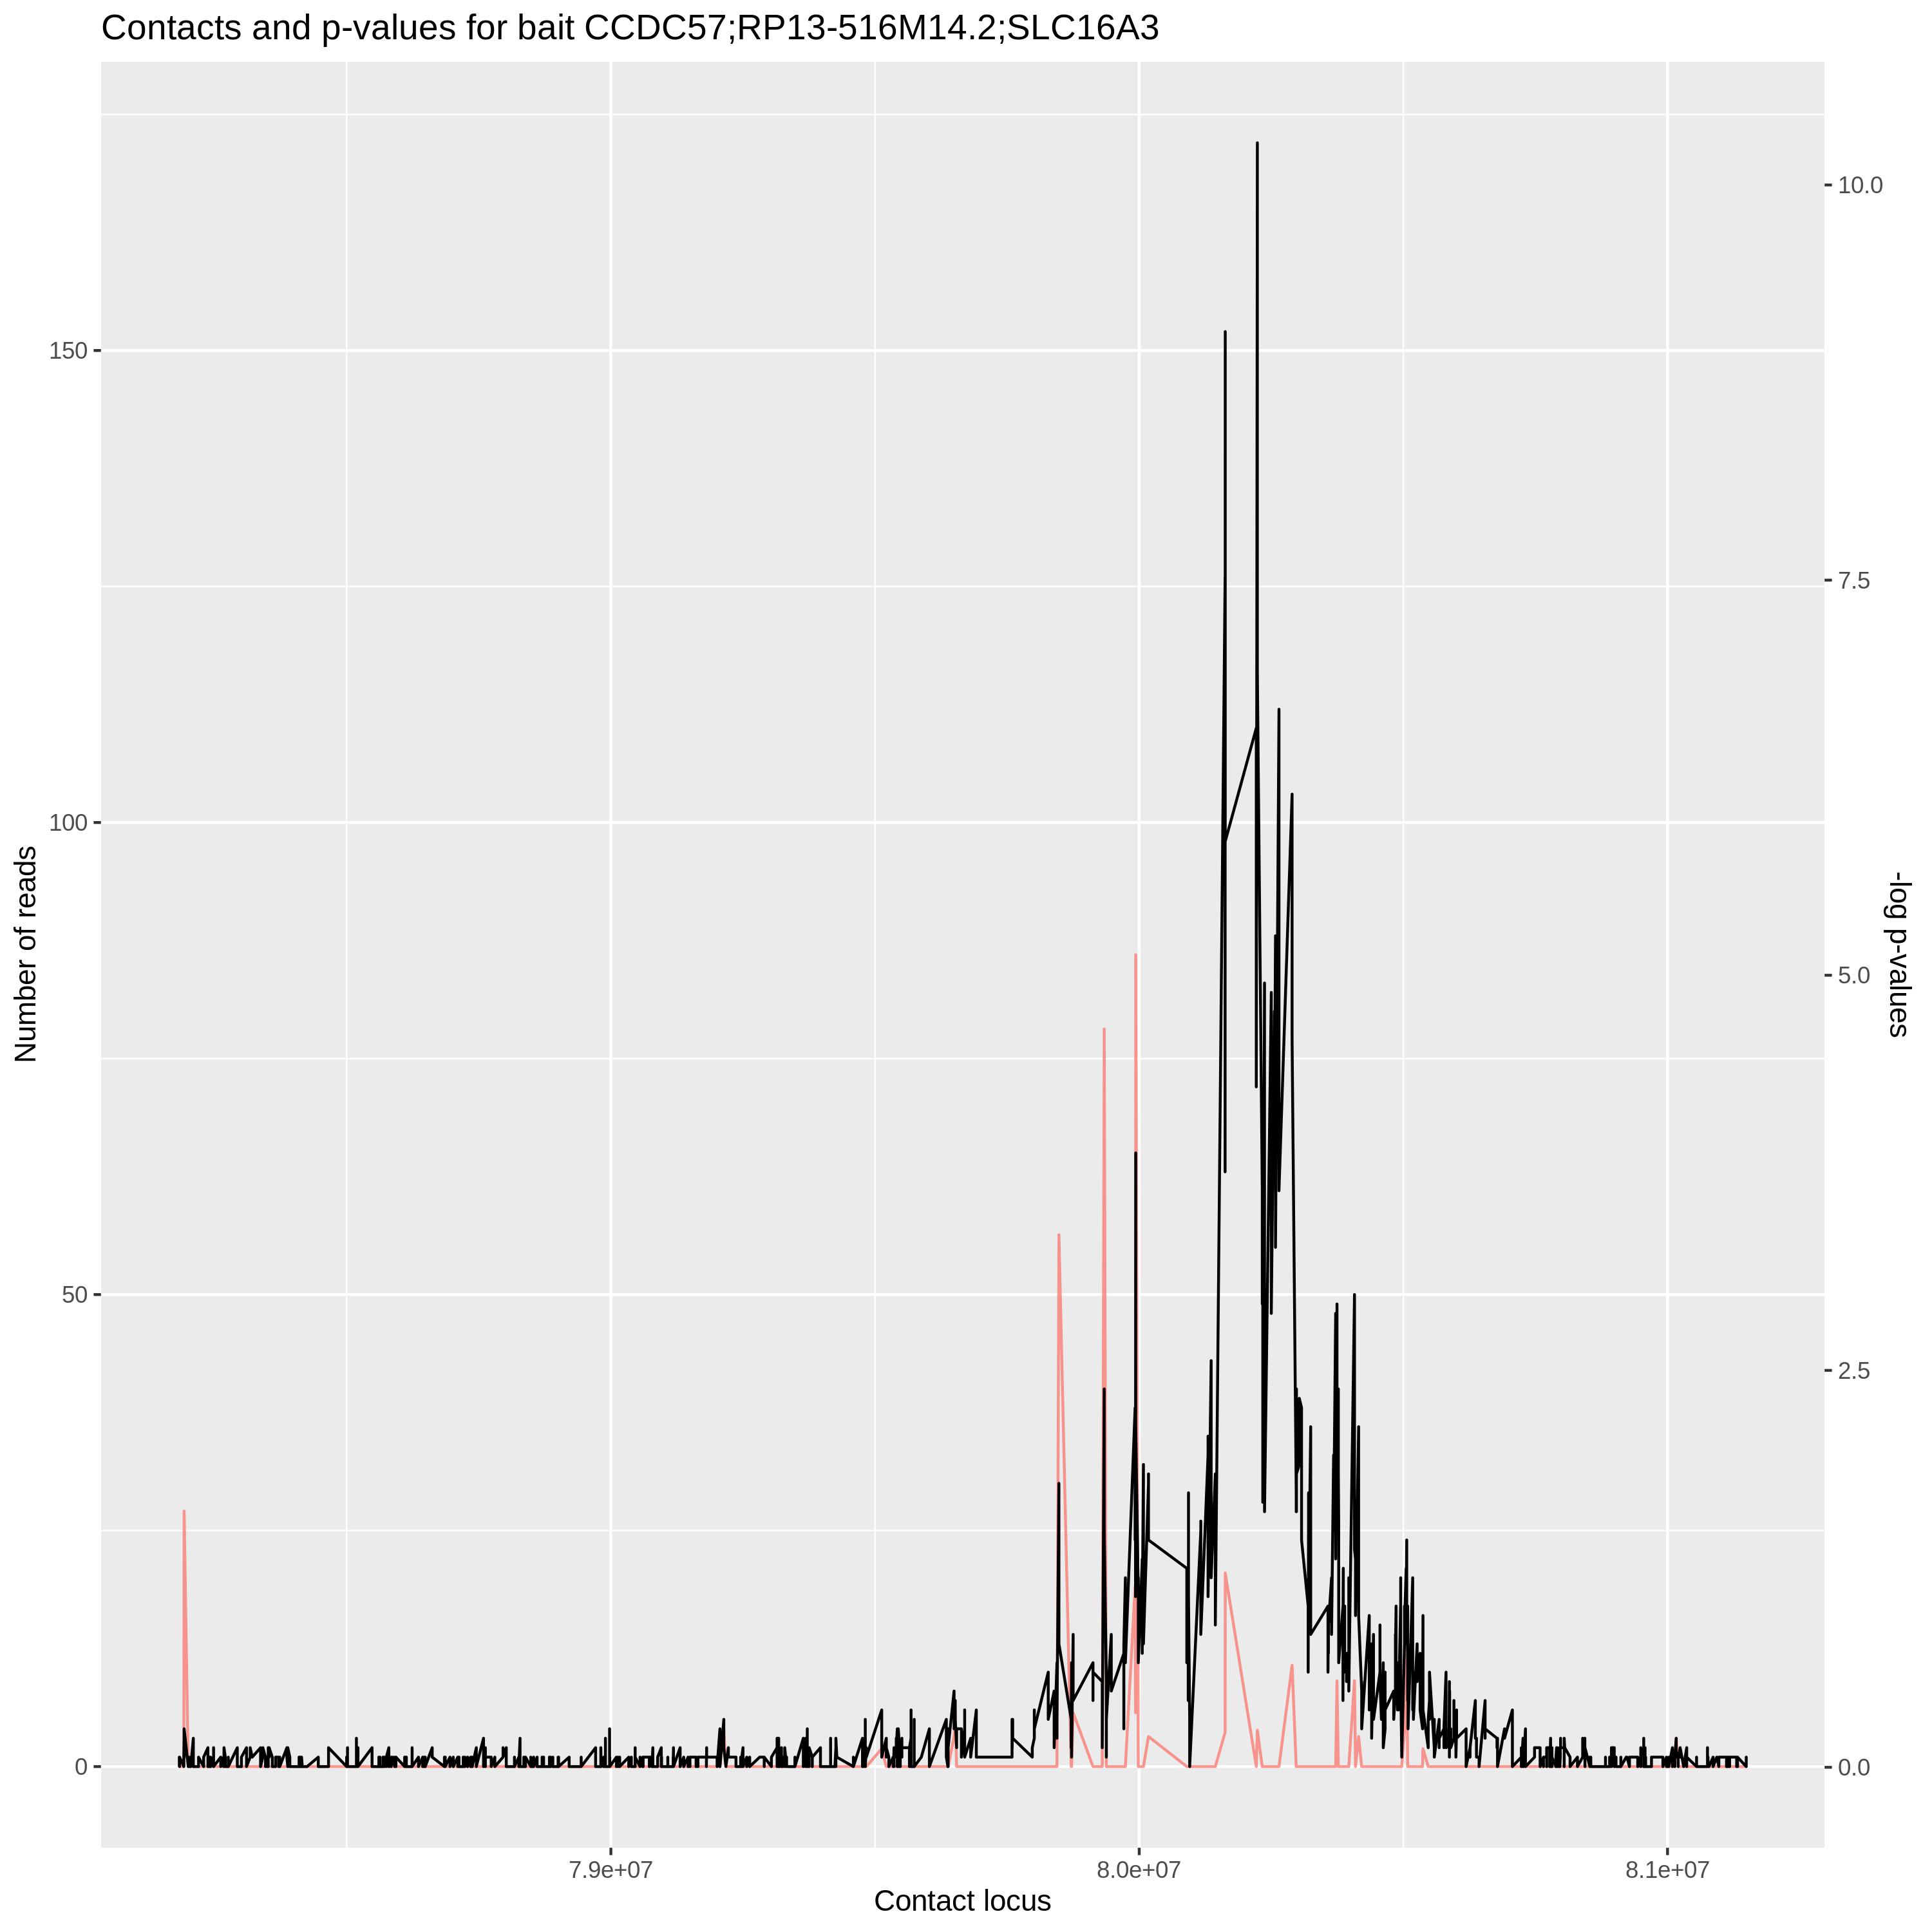 Contacts and p-values for bait CCDC57;RP13-516M14.2;SLC16A3
150
100
50
0
Number of reads
10.0
7.5
5.0
2.5
0.0
-log p-values
7.9e+07
8.0e+07
8.1e+07
Contact locus